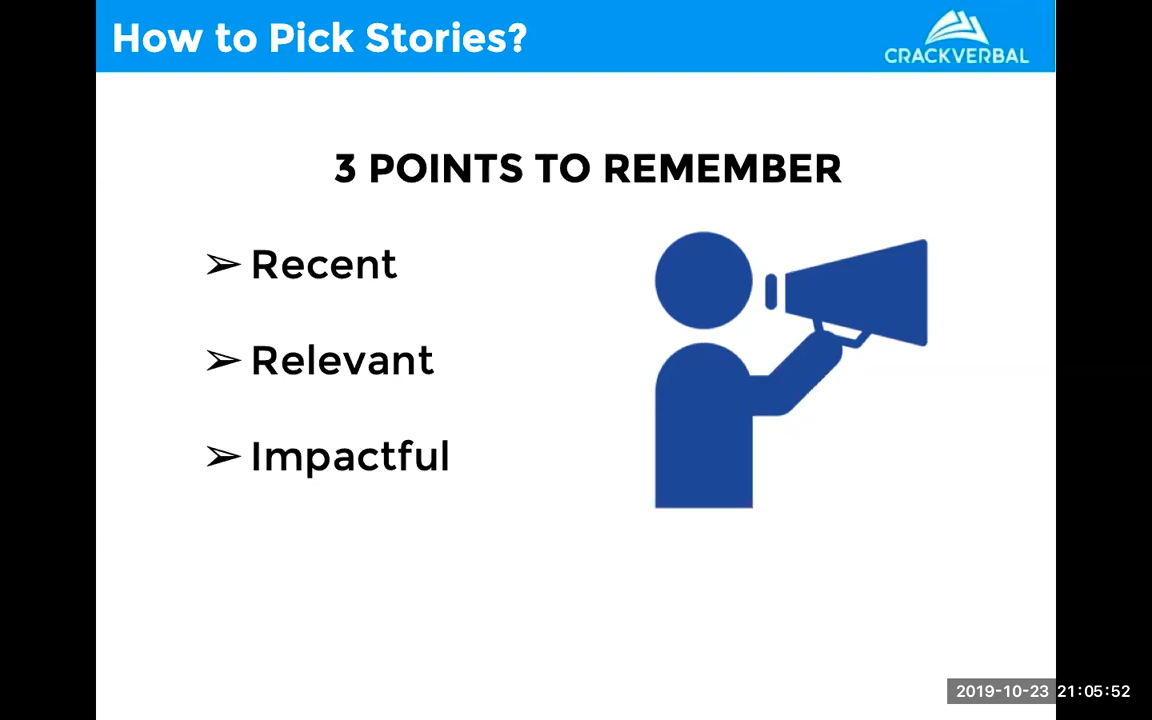 How to Pick Stories?
CRACKVERBAL
3 POINTS TO REMEMBER
➢ Recent
➢ Relevant
➢ Impactful
2019-10-23 21:05:52